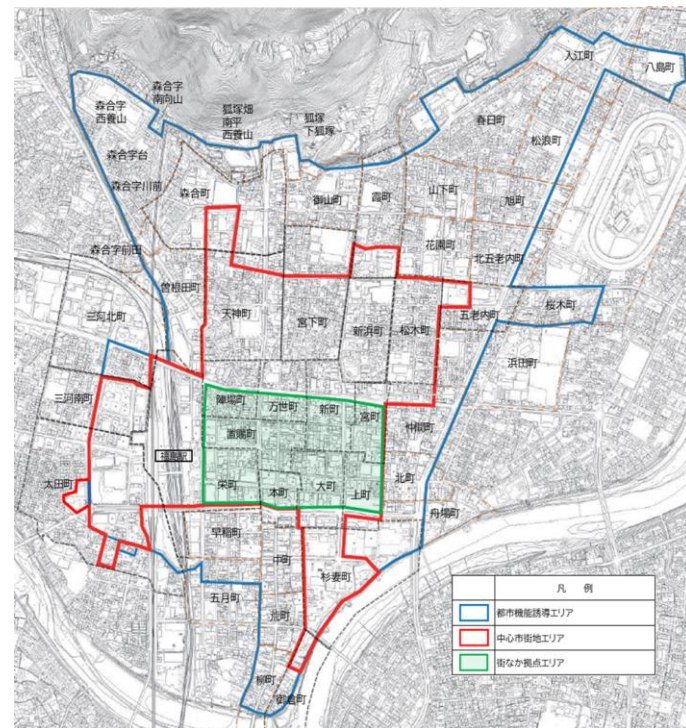 入江町
八島町
森合字
南向山
森合字
西養山
狐塚畑
南平
西養山
狐塚
下狐塚
春日町
松浪町
森合字台
森合字川前
森合町
御山町
霞町
山下町
旭町
森合字前田
花園町
北五老内町
曽根田町
桜木町
三河北町
天神町
宮下町
新浜町
松木町
五老内町
浜田町
三河南町
陣場町
万世町
新町
宮町
仲間町
置賜町
福島駅
太田町
栄町
本町
大町
上町
北町
舟場町
早稲町
中町
杉妻町
五月町
荒町
柳町
御倉町
凡 例
都市機能誘導エリア
中心市街地エリア
街なか拠点エリア